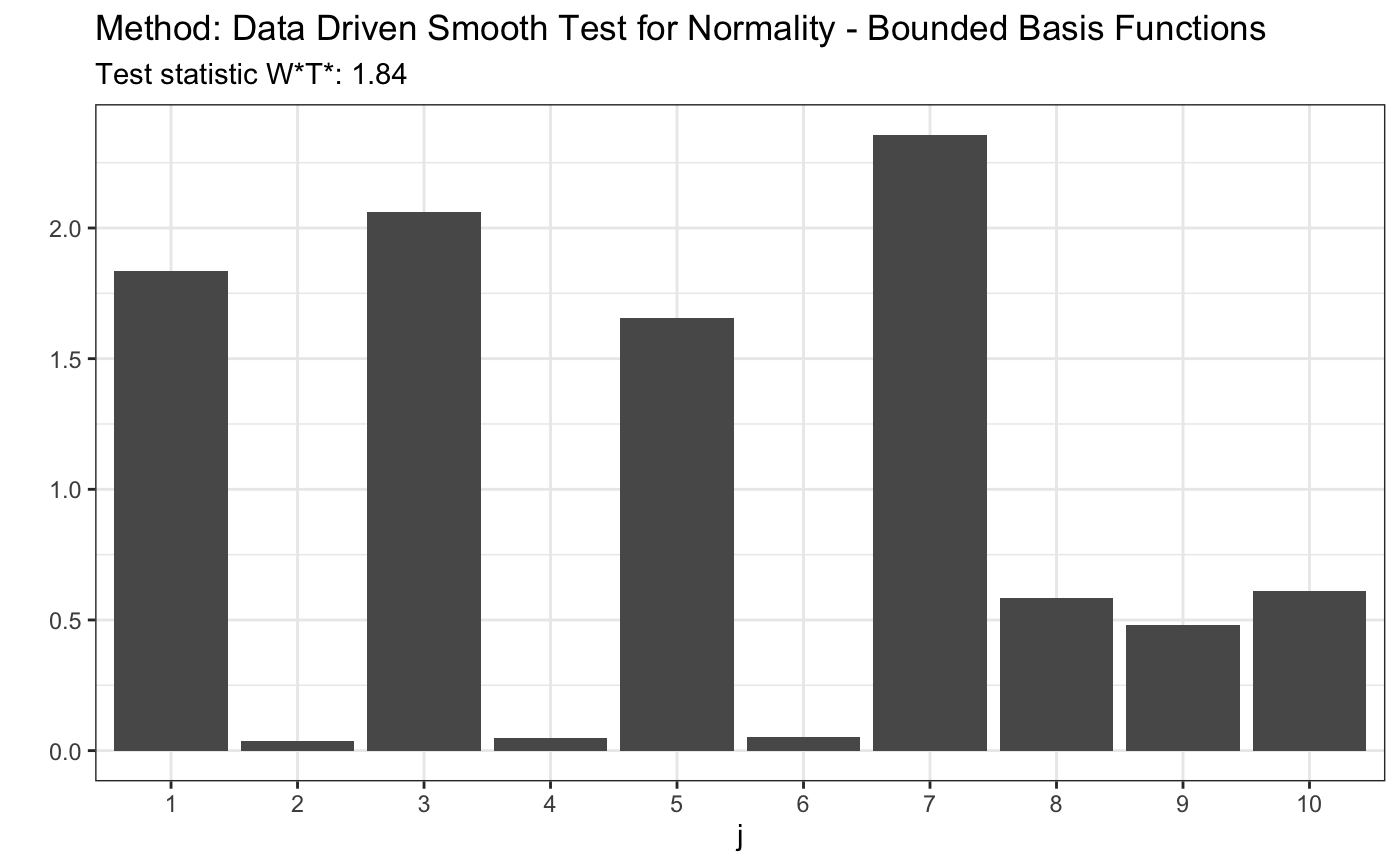 Method: Data Driven Smooth Test for Normality - Bounded Basis Functions
Test statistic W*T*: 1.84
2.0
1.5
1.0
0.5
0.0
1 2 3 4 5 6 7 8 9 10
j